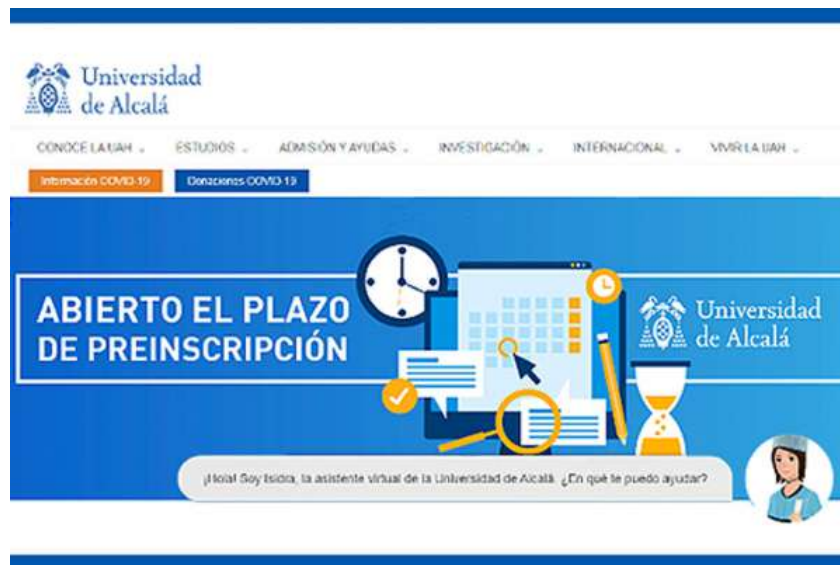 Universidad
de Alcalá
CONOCE LA UAH
ESTUDIOS
ADMISIÓN Y AYUDAS
INVESTIGACIÓN
INTERNACIONAL
VIVIR LA UAH
Información COVID-19
Donaciones COVID-19
ABIERTO EL PLAZO
DE PREINSCRIPCIÓN
Universidad
de Alcalá
¡Hola! Soy Isidra, la asistente virtual de la Universidad de Alcalá. ¿En qué te puedo ayudar?